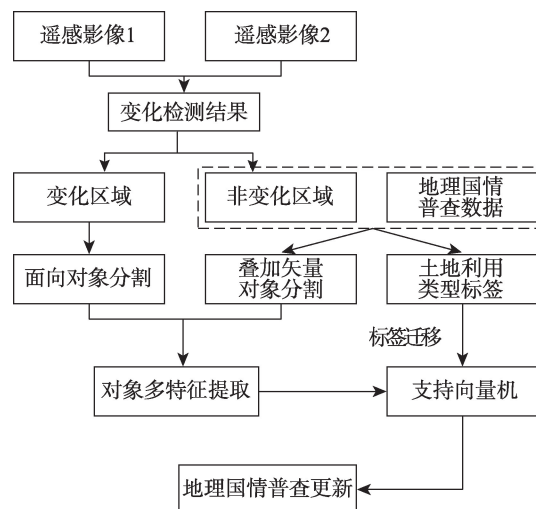 遥感影像1
遥感影像2
变化检测结果
变化区域
非变化区域
地理国情
普查数据
面向对象分割
叠加矢量
对象分割
土地利用
类型标签
标签迁移
对象多特征提取
支持向量机
地理国情普查更新